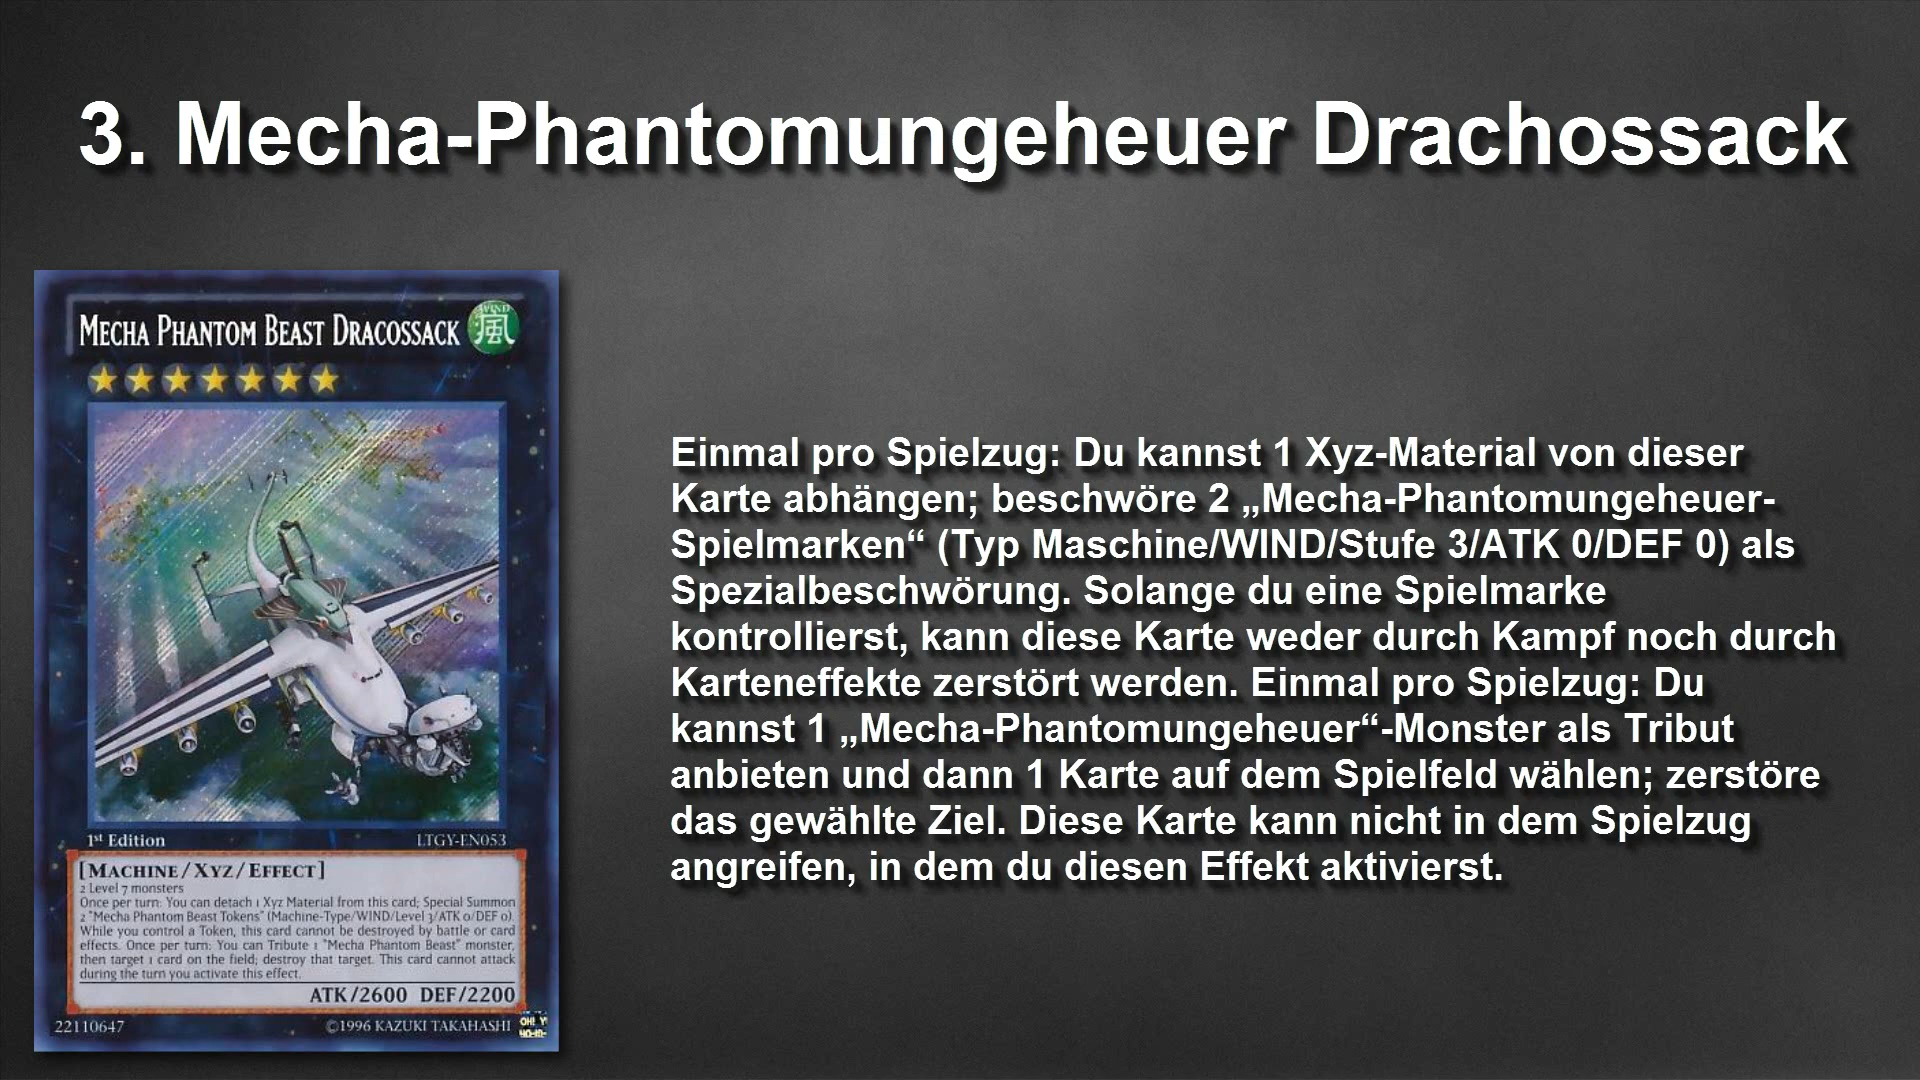 3. Mecha-Phantomungeheuer Drachossack
MECHA PHANTOM BEAST DRACOSSACK
WIND
風
1st Edition
LTGY-EN053
[MACHINE/XYZ/EFFECT]
2 Level 7 monsters
Once per turn: You can detach 1 Xyz Material from this card; Special Summon
2 "Mecha Phantom Beast Tokens" (Machine-Type/WIND/Level 3/ATK 0/DEF 0).
While you control a Token, this card cannot be destroyed by battle or card
effects. Once per turn: You can Tribute 1 "Mecha Phantom Beast" monster,
then target 1 card on the field; destroy that target. This card cannot attack
during the turn you activate this effect.
ATK/2600 DEF/2200
22110647
©1996 KAZUKI TAKAHASHI
Einmal pro Spielzug: Du kannst 1 Xyz-Material von dieser
Karte abhängen; beschwöre 2 „Mecha-Phantomungeheuer-
Spielmarken“ (Typ Maschine/WIND/Stufe 3/ATK 0/DEF 0) als
Spezialbeschwörung. Solange du eine Spielmarke
kontrollierst, kann diese Karte weder durch Kampf noch durch
Karteneffekte zerstört werden. Einmal pro Spielzug: Du
kannst 1 „Mecha-Phantomungeheuer“-Monster als Tribut
anbieten und dann 1 Karte auf dem Spielfeld wählen; zerstöre
das gewählte Ziel. Diese Karte kann nicht in dem Spielzug
angreifen, in dem du diesen Effekt aktivierst.